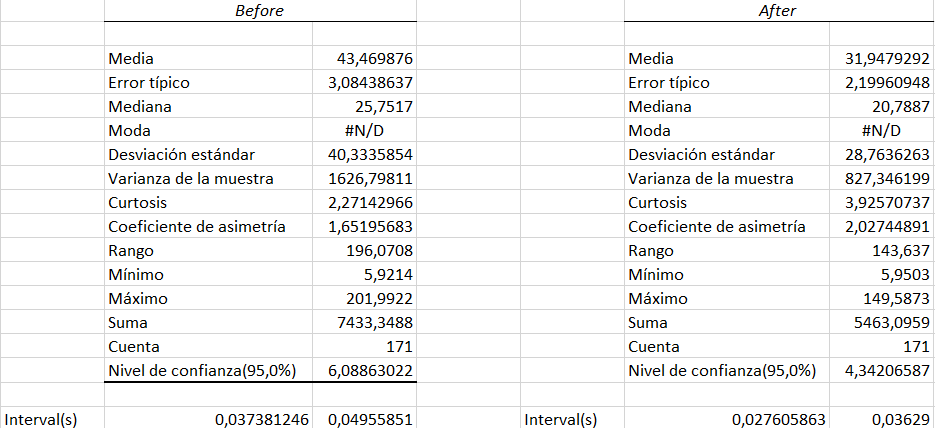 Before After
Media 43,469876 Media 31,9479292
Error típico 3,08438637 Error típico 2,19960948
Mediana 25,7517 Mediana 20,7887
Moda #N/D Moda #N/D
Desviación estándar 40,3335854 Desviación estándar 28,7636263
Varianza de la muestra 1626,79811 Varianza de la muestra 827,346199
Curtosis 2,27142966 Curtosis 3,92570737
Coeficiente de asimetría 1,65195683 Coeficiente de asimetría 2,02744891
Rango 196,0708 Rango 143,637
Mínimo 5,9214 Mínimo 5,9503
Máximo 201,9922 Máximo 149,5873
Suma 7433,3488 Suma 5463,0959
Cuenta 171 Cuenta 171
Nivel de confianza(95,0%) 6,08863022 Nivel de confianza(95,0%) 4,34206587
Interval(s) 0,037381246 0,04955851 Interval(s) 0,027605863 0,03629